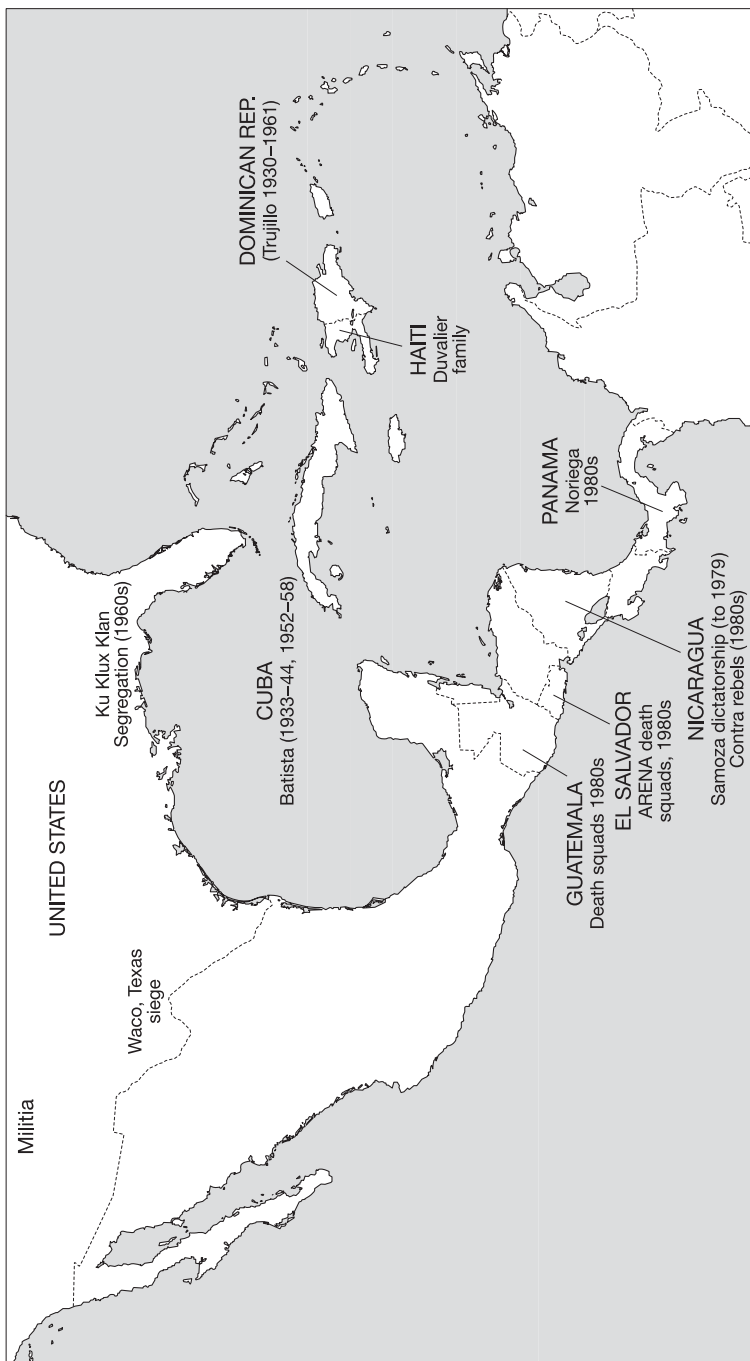 Militia
UNITED STATES
Waco, Texas
siege
Ku Klux Klan
Segregation (1960s)
CUBA
Batista (1933–44, 1952–58)
DOMINICAN REP.
(Trujillo 1930–1961)
HAITI
Duvalier
family
GUATEMALA
Death squads 1980s
EL SALVADOR
ARENA death
squads, 1980s
NICARAGUA
Samoza dictatorship (to 1979)
Contra rebels (1980s)
PANAMA
Noriega
1980s